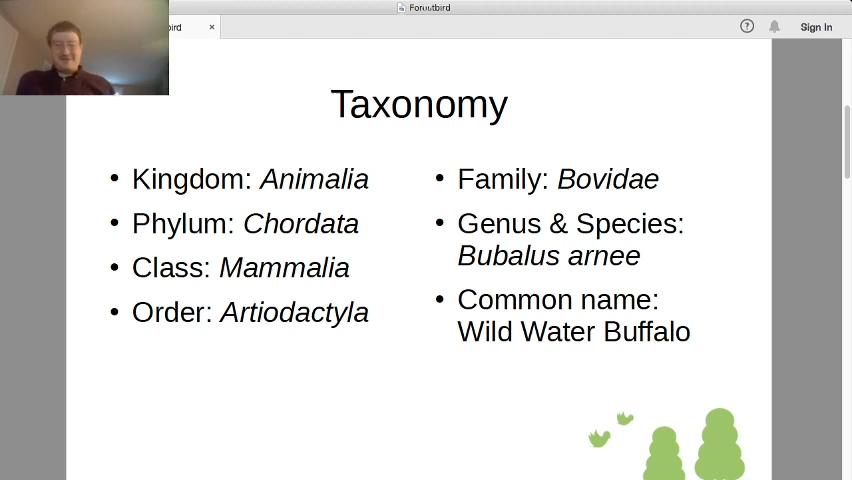 Foroutbird
bird ×
Sign In
Taxonomy
• Kingdom: Animalia
• Phylum: Chordata
• Class: Mammalia
• Order: Artiodactyla
• Family: Bovidae
• Genus & Species:
Bubalus arnee
• Common name:
Wild Water Buffalo